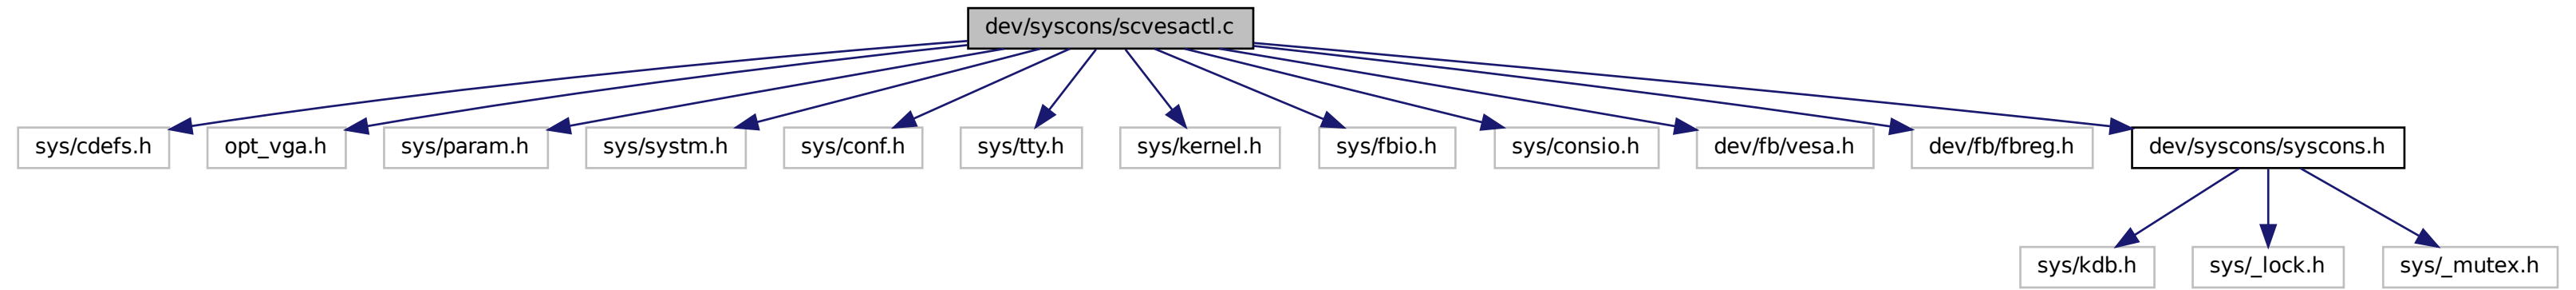 dev/syscons/scvesactl.c
sys/cdefs.h
opt_vga.h
sys/param.h
sys/systm.h
sys/conf.h
sys/tty.h
sys/kernel.h
sys/fbio.h
sys/consio.h
dev/fb/vesa.h
dev/fb/fbreg.h
dev/syscons/syscons.h
sys/kdb.h
sys/_lock.h
sys/_mutex.h